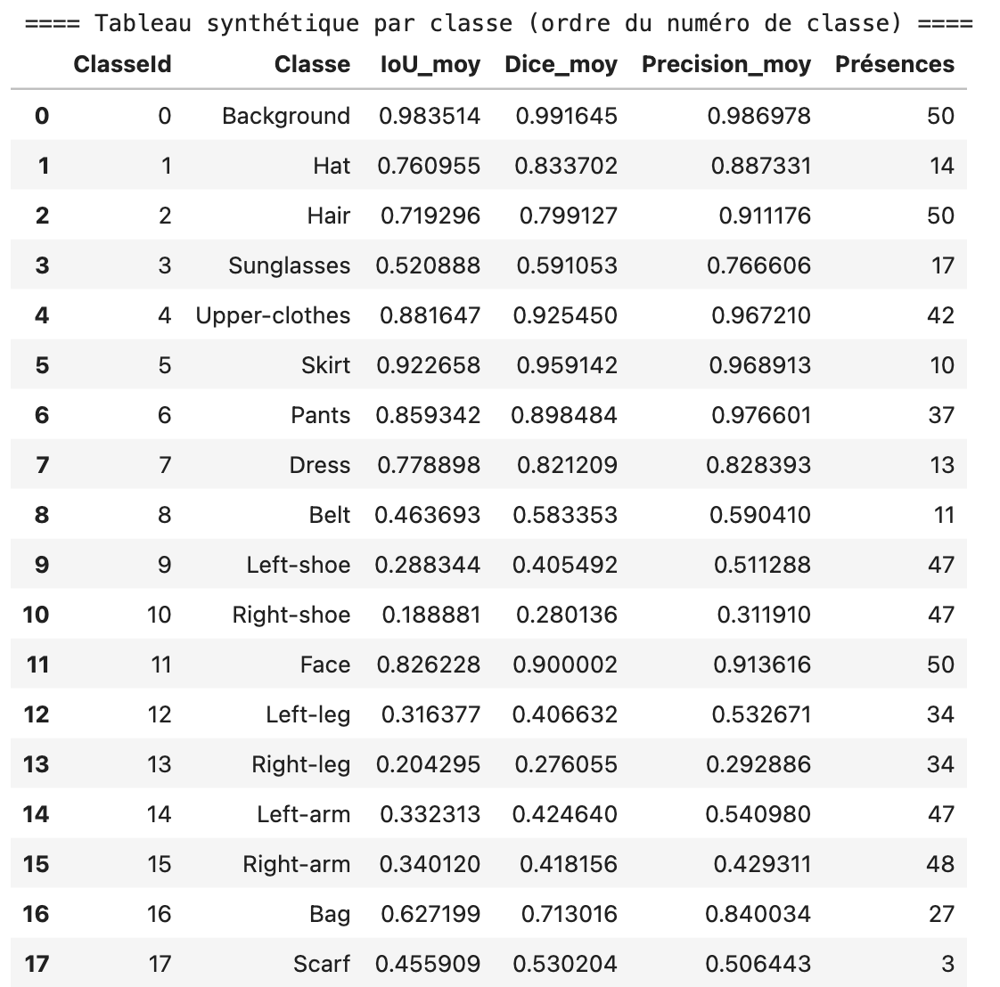 ==== Tableau synthétique par classe (ordre du numéro de classe) ====
ClasseId Classe IoU_moy Dice_moy Precision_moy Présences
0 0 Background 0.983514 0.991645 0.986978 50
1 1 Hat 0.760955 0.833702 0.887331 14
2 2 Hair 0.719296 0.799127 0.911176 50
3 3 Sunglasses 0.520888 0.591053 0.766606 17
4 4 Upper-clothes 0.881647 0.925450 0.967210 42
5 5 Skirt 0.922658 0.959142 0.968913 10
6 6 Pants 0.859342 0.898484 0.976601 37
7 7 Dress 0.778898 0.821209 0.828393 13
8 8 Belt 0.463693 0.583353 0.590410 11
9 9 Left-shoe 0.288344 0.405492 0.511288 47
10 10 Right-shoe 0.188881 0.280136 0.311910 47
11 11 Face 0.826228 0.900002 0.913616 50
12 12 Left-leg 0.316377 0.406632 0.532671 34
13 13 Right-leg 0.204295 0.276055 0.292886 34
14 14 Left-arm 0.332313 0.424640 0.540980 47
15 15 Right-arm 0.340120 0.418156 0.429311 48
16 16 Bag 0.627199 0.713016 0.840034 27
17 17 Scarf 0.455909 0.530204 0.506443 3